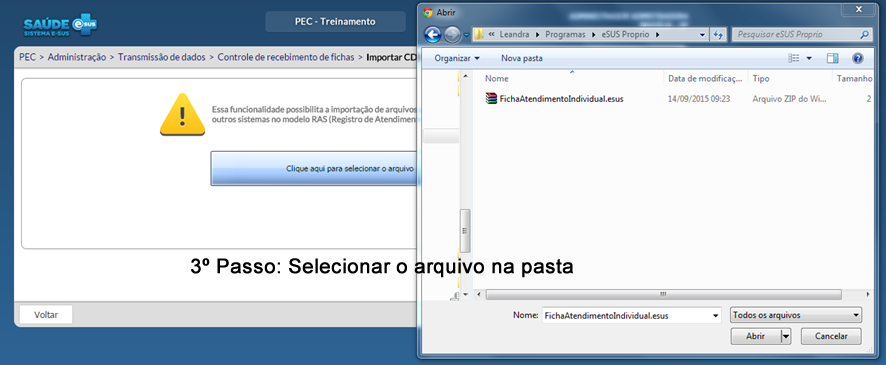 SAÚDE e-SUS
SISTEMA E-SUS
PEC - Treinamento
PEC > Administração > Transmissão de dados > Controle de recebimento de fichas > Importar CD
Essa funcionalidade possibilita a importação de arquivos
outros sistemas no modelo RAS (Registro de Atendimen
Clique aqui para selecionar o arquivo
Voltar
Abrir
« Leandra ▸ Programas ▸ eSUS Proprio ▸
Pesquisar eSUS Proprio
Organizar
Nova pasta
Nome
Data de modificaç...
Tipo
Tamanho
FichaAtendimentoIndividual.esus
14/09/2015 09:23
Arquivo ZIP do Wi...
2
3º Passo: Selecionar o arquivo na pasta
Nome:
FichaAtendimentoIndividual.esus
Todos os arquivos
Abrir
Cancelar